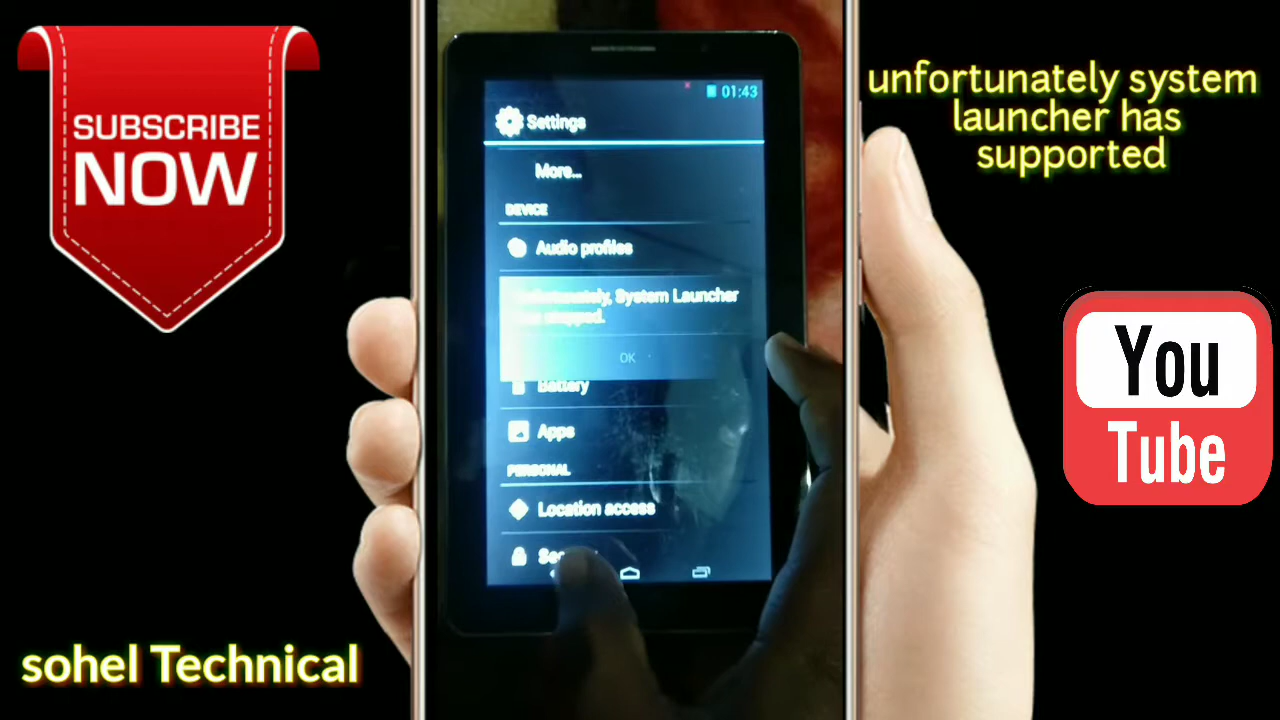 SUBSCRIBE
NOW
unfortunately system
launcher has
supported
01:43
Settings
More...
DEVICE
Audio profiles
System Launcher
OK
Battery
Apps
PERSONAL
Location access
You
Tube
sohel Technical